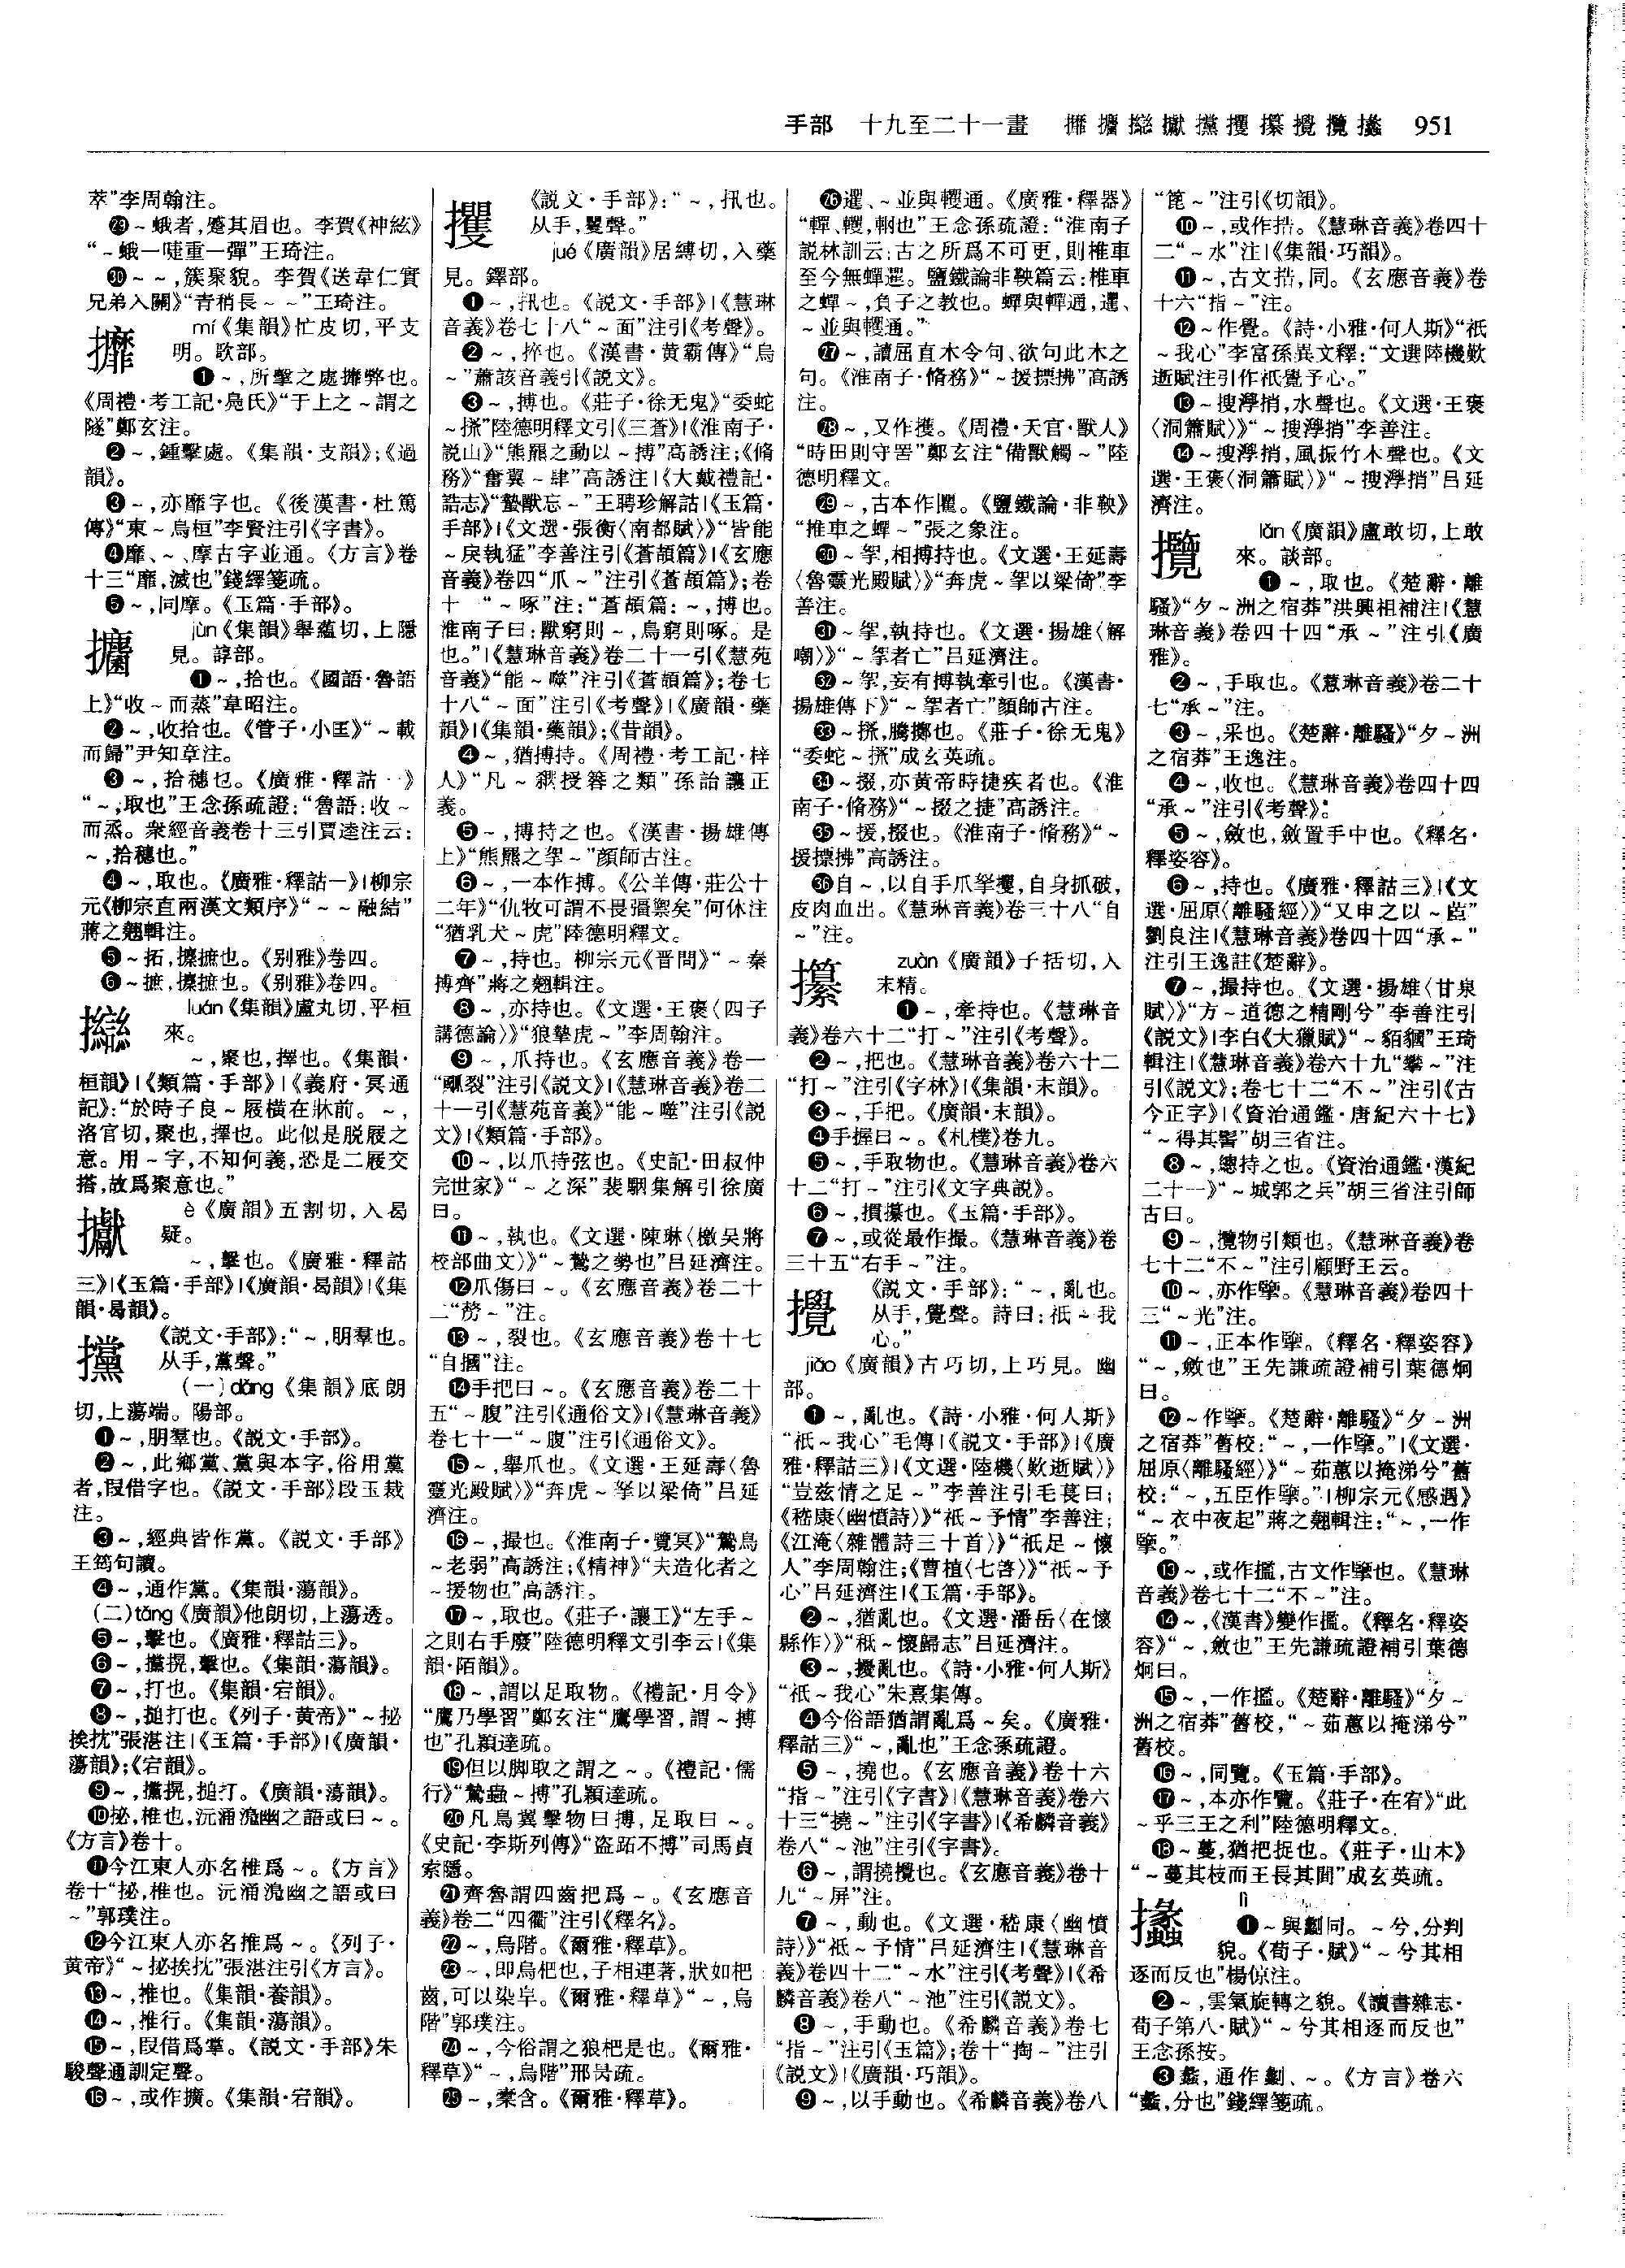 手部　十九至二十一畫　攠攟攣㩵攩攫攥攪攬攭　951
萃”李周翰注。
㉙~蛾者,蹙其眉也。李賀《神絃》
“~蛾一啑重一彈”王琦注。
㉚~~,簇聚貌。李賀《送韋仁實
兄弟入關》“青稍長~~”王琦注。
攠
mí《集韻》忙皮切,平支
明。歌部。
❶~,所擊之處攠弊也。
《周禮·考工記·鳧氏》“于上之~謂之
隧”鄭玄注。
❷~,鍾擊處。《集韻·支韻》;《過
韻》。
❸~,亦靡字也。《後漢書·杜篤
傳》“東~烏桓”李賢注引《字書》。
❹靡、~、摩古字並通。《方言》卷
十三“靡,滅也”錢繹箋疏。
❺~,同摩。《玉篇·手部》。
攟
jùn《集韻》舉蘊切,上隱
見。諄部。
❶~,拾也。《國語·魯語
上》“收~而蒸”韋昭注。
❷~,收拾也。《管子·小匡》“~載
而歸”尹知章注。
❸~,拾穗也。《廣雅·釋詁一》
“~,取也”王念孫疏證:“魯語:收~
而烝。衆經音義卷十三引賈逵注云:
~,拾穗也。”
❹~,取也。《廣雅·釋詁一》|柳宗
元《柳宗直兩漢文類序》“~~融結”
蔣之翹輯注。
❺~拓,攈摭也。《别雅》卷四。
❻~摭,攈摭也。《别雅》卷四。
luán《集韻》盧丸切,平桓
來。
~,聚也,擇也。《集韻·
桓韻》|《類篇·手部》|《義府·冥通
記》:“於時子良~屐橫在牀前。~,
洛官切,聚也,擇也。此似是脱屐之
意。用~字,不知何義,恐是二屐交
搭,故爲聚意也。”
è《廣韻》五割切,入曷
疑。
~,擊也。《廣雅·釋詁
三》|《玉篇·手部》|《廣韻·曷韻》|《集
韻·曷韻》。
攩
《説文·手部》:“~,朋羣也。
从手,黨聲。”
(一)dǎng《集韻》底朗
切,上蕩端。陽部。
❶~,朋羣也。《説文·手部》。
❷~,此鄉黨、黨與本字,俗用黨
者,叚借字也。《説文·手部》段玉裁
注。
❸~,經典皆作黨。《説文·手部》
王筠句讀。
❹~,通作黨。《集韻·蕩韻》。
(二)tǎng《廣韻》他朗切,上蕩透。
❺~,擊也。《廣雅·釋詁三》。
❻~,攩㨪,擊也。《集韻·蕩韻》。
❼~,打也。《集韻·宕韻》。
❽~,搥打也。《列子·黄帝》“~㧙
挨抌”張湛注|《玉篇·手部》|《廣韻·
蕩韻》;《宕韻》。
❾~,攩㨪,搥打。《廣韻·蕩韻》。
❿㧙,椎也,沅涌㵽幽之語或曰~。
《方言》卷十。
⓫今江東人亦名椎爲~。《方言》
卷十“㧙,椎也。沅涌㵽幽之語或曰
~”郭璞注。
⓬今江東人亦名推爲~。《列子·
黄帝》“~㧙挨抌”張湛注引《方言》。
⓭~,推也。《集韻·養韻》。
⓮~,推行。《集韻·蕩韻》。
⓯~,叚借爲掌。《説文·手部》朱
駿聲通訓定聲。
⓰~,或作擴。《集韻·宕韻》。
攫
《説文·手部》:“~,扟也。
从手,矍聲。”
jué《廣韻》居縛切,入藥
見。鐸部。
❶~,扟也。《説文·手部》|《慧琳
音義》卷七十八“~面”注引《考聲》。
❷~,捽也。《漢書·黄霸傳》“烏
~”蕭該音義引《説文》。
❸~,搏也。《莊子·徐无鬼》“委蛇
~搽”陸德明釋文引《三蒼》|《淮南子·
説山》“熊羆之動以~搏”高誘注;《脩
務》“奮翼~肆”高誘注|《大戴禮記·
誥志》“蟄獸忘~”王聘珍解詁|《玉篇·
手部》|《文選·張衡〈南都賦〉》“皆能
~戾執猛”李善注引《蒼頡篇》|《玄應
音義》卷四“爪~”注引《蒼頡篇》;卷
十一“~啄”注:“蒼頡篇:~,搏也。
淮南子曰:獸窮則~,鳥窮則啄。是
也。”|《慧琳音義》卷二十一引《慧苑
音義》“能~噬”注引《蒼頡篇》;卷七
十八“~面”注引《考聲》|《廣韻·藥
韻》|《集韻·藥韻》;《昔韻》。
❹~,猶搏持。《周禮·考工記·梓
人》“凡~閷援簭之類”孫詒讓正
義。
❺~,搏持之也。《漢書·揚雄傳
上》“熊羆之挐~”顔師古注。
❻~,一本作搏。《公羊傳·莊公十
二年》“仇牧可謂不畏彊禦矣”何休注
“猶乳犬~虎”陸德明釋文。
❼~,持也。柳宗元《晋問》“~秦
搏齊”蔣之翹輯注。
❽~,亦持也。《文選·王褒〈四子
講德論〉》“狼摯虎~”李周翰注。
❾~,爪持也。《玄應音義》卷一
“㓟裂”注引《説文》|《慧琳音義》卷二
十一引《慧苑音義》“能~噬”注引《説
文》|《類篇·手部》。
❿~,以爪持弦也。《史記·田敬仲
完世家》“~之深”裴駰集解引徐廣
曰。
⓫~,執也。《文選·陳琳〈檄吴將
校部曲文〉》“~鷙之勢也”吕延濟注。
⓬爪傷曰~。《玄應音義》卷二十
二“㧯~”注。
⓭~,裂也。《玄應音義》卷十七
“自摑”注。
⓮手把曰~。《玄應音義》卷二十
五“~腹”注引《通俗文》|《慧琳音義》
卷七十一“~腹”注引《通俗文》。
⓯~,舉爪也。《文選·王延壽〈魯
靈光殿賦〉》“奔虎~挐以梁倚”吕延
濟注。
⓰~,撮也。《淮南子·覽冥》“鷙鳥
~老弱”高誘注;《精神》“夫造化者之
~援物也”高誘注。
⓱~,取也。《莊子·讓王》“左手~
之則右手廢”陸德明釋文引李云|《集
韻·陌韻》。
⓲~,謂以足取物。《禮記·月令》
“鷹乃學習”鄭玄注“鷹學習,謂~搏
也”孔穎達疏。
⓳但以脚取之謂之~。《禮記·儒
行》“鷙蟲~搏”孔穎達疏。
⓴凡鳥翼擊物曰搏,足取曰~。
《史記·李斯列傳》“盗跖不搏”司馬貞
索隱。
㉑齊魯謂四齒把爲~。《玄應音
義》卷二“四衢”注引《釋名》。
㉒~,烏階。《爾雅·釋草》。
㉓~,即烏杷也,子相連著,狀如杷
齒,可以染皁。《爾雅·釋草》“~,烏
階”郭璞注。
㉔~,今俗謂之狼杷是也。《爾雅·
釋草》“~,烏階”邢昺疏。
㉕~,橐含。《爾雅·釋草》。
㉖邏、~並與䡺通。《廣雅·釋器》
“䡲、䡺,輞也”王念孫疏證:“淮南子
説林訓云:古之所爲不可更,則椎車
至今無蟬邏。鹽鐵論非鞅篇云:椎車
之蟬~,負子之教也。蟬與䡲通,邏、
~並與䡺通。”
㉗~,讀屈直木令句、欲句此木之
句。《淮南子·脩務》“~援摽拂”高誘
注。
㉘~,又作擭。《周禮·天官·獸人》
“時田則守罟”鄭玄注“備獸觸~”陸
德明釋文。
㉙~,古本作匷。《鹽鐵論·非鞅》
“推車之蟬~”張之象注。
㉚~挐,相搏持也。《文選·王延壽
〈魯靈光殿賦〉》“奔虎~挐以梁倚”李
善注。
㉛~挐,執持也。《文選·揚雄〈解
嘲〉》“~挐者亡”吕延濟注。
㉜~挐,妄有搏執牽引也。《漢書·
揚雄傳下》“~挐者亡”顔師古注。
㉝~搽,騰擲也。《莊子·徐无鬼》
“委蛇~搽”成玄英疏。
㉞~掇,亦黄帝時捷疾者也。《淮
南子·脩務》“~掇之捷”高誘注。
㉟~援,掇也。《淮南子·脩務》“~
援摽拂”高誘注。
㊱自~,以自手爪挐攫,自身抓破,
皮肉血出。《慧琳音義》卷三十八“自
~”注。
攥
zuàn《廣韻》子括切,入
末精。
❶~,牽持也。《慧琳音
義》卷六十二“打~”注引《考聲》。
❷~,把也。《慧琳音義》卷六十二
“打~”注引《字林》|《集韻·末韻》。
❸~,手把。《廣韻·末韻》。
❹手握曰~。《札樸》卷九。
❺~,手取物也。《慧琳音義》卷六
十二“打~”注引《文字典説》。
❻~,揁攥也。《玉篇·手部》。
❼~,或從最作撮。《慧琳音義》卷
三十五“右手~”注。
攪
《説文·手部》:“~,亂也。
从手,覺聲。詩曰:祇~我
心。”
jiǎo《廣韻》古巧切,上巧見。幽
部。
❶~,亂也。《詩·小雅·何人斯》
“祇~我心”毛傳|《説文·手部》|《廣
雅·釋詁三》|《文選·陸機〈歎逝賦〉》
“豈兹情之足~”李善注引毛萇曰;
《嵇康〈幽憤詩〉》“祇~予情”李善注;
《江淹〈雜體詩三十首〉》“祇足~懷
人”李周翰注;《曹植〈七啓〉》“祇~予
心”吕延濟注|《玉篇·手部》。
❷~,猶亂也。《文選·潘岳〈在懷
縣作〉》“祇~懷歸志”吕延濟注。
❸~,擾亂也。《詩·小雅·何人斯》
“祇~我心”朱熹集傳。
❹今俗語猶謂亂爲~矣。《廣雅·
釋詁三》“~,亂也”王念孫疏證。
❺~,撓也。《玄應音義》卷十六
“指~”注引《字書》|《慧琳音義》卷六
十三“撓~”注引《字書》|《希麟音義》
卷八“~池”注引《字書》。
❻~,謂撓攪也。《玄應音義》卷十
九“~屏”注。
❼~,動也。《文選·嵇康〈幽憤
詩〉》“祇~予情”吕延濟注|《慧琳音
義》卷四十二“~水”注引《考聲》|《希
麟音義》卷八“~池”注引《説文》。
❽~,手動也。《希麟音義》卷七
“指~”注引《玉篇》;卷十“掏~”注引
《説文》|《廣韻·巧韻》。
❾~,以手動也。《希麟音義》卷八
“箆~”注引《切韻》。
❿~,或作捁。《慧琳音義》卷四十
二“~水”注|《集韻·巧韻》。
⓫~,古文捁,同。《玄應音義》卷
十六“指~”注。
⓬~作覺。《詩·小雅·何人斯》“祇
~我心”李富孫異文釋:“文選陸機歎
逝賦注引作祇覺予心。”
⓭~搜㶅捎,水聲也。《文選·王褒
〈洞簫賦〉》“~搜㶅捎”李善注。
⓮~搜㶅捎,風振竹木聲也。《文
選·王褒〈洞簫賦〉》“~搜㶅捎”吕延
濟注。
攬
lǎn《廣韻》盧敢切,上敢
來。談部。
❶~,取也。《楚辭·離
騷》“夕~洲之宿莽”洪興祖補注|《慧
琳音義》卷四十四“承~”注引《廣
雅》。
❷~,手取也。《慧琳音義》卷二十
七“承~”注。
❸~,采也。《楚辭·離騷》“夕~洲
之宿莽”王逸注。
❹~,收也。《慧琳音義》卷四十四
“承~”注引《考聲》。
❺~,斂也,斂置手中也。《釋名·
釋姿容》。
❻~,持也。《廣雅·釋詁三》|《文
選·屈原〈離騷經〉》“又申之以~茝”
劉良注|《慧琳音義》卷四十四“承~”
注引王逸註《楚辭》。
❼~,撮持也。《文選·揚雄〈甘泉
賦〉》“方~道德之精剛兮”李善注引
《説文》|李白《大獵賦》“~貊豻”王琦
輯注|《慧琳音義》卷六十九“攀~”注
引《説文》;卷七十二“不~”注引《古
今正字》|《資治通鑑·唐紀六十七》
“~得其髻”胡三省注。
❽~,總持之也。《資治通鑑·漢紀
二十一》“~城郭之兵”胡三省注引師
古曰。
❾~,攬物引類也。《慧琳音義》卷
七十二“不~”注引顧野王云。
❿~,亦作擥。《慧琳音義》卷四十
三“~光”注。
⓫~,正本作擥。《釋名·釋姿容》
“~,斂也”王先謙疏證補引葉德炯
曰。
⓬~作擥。《楚辭·離騷》“夕~洲
之宿莽”舊校:“~,一作擥。”|《文選·
屈原〈離騷經〉》“~茹蕙以掩涕兮”舊
校:“~,五臣作擥。”|柳宗元《感遇》
“~衣中夜起”蔣之翹輯注:“~,一作
擥。”
⓭~,或作㩜,古文作擥也。《慧琳
音義》卷七十二“不~”注。
⓮~,《漢書》變作㩜。《釋名·釋姿
容》“~,斂也”王先謙疏證補引葉德
炯曰。
⓯~,一作㩜。《楚辭·離騷》“夕~
洲之宿莽”舊校,“~茹蕙以掩涕兮”
舊校。
⓰~,同覽。《玉篇·手部》。
⓱~,本亦作覽。《莊子·在宥》“此
~乎三王之利”陸德明釋文。
⓲~蔓,猶把捉也。《莊子·山木》
“~蔓其枝而王長其間”成玄英疏。
攭
lì
❶~與劙同。~兮,分判
貌。《荀子·賦》“~兮其相
逐而反也”楊倞注。
❷~,雲氣旋轉之貌。《讀書雜志·
荀子第八·賦》“~兮其相逐而反也”
王念孫按。
❸蠡,通作劙、~。《方言》卷六
“蠡,分也”錢繹箋疏。